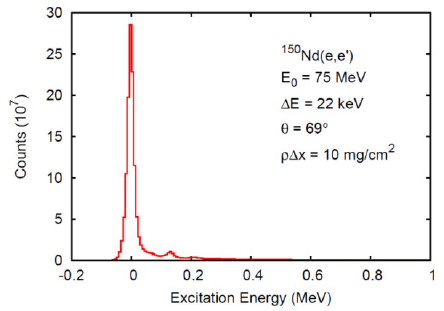 30
25
20
15
10
5
0
Counts (10⁷)
¹⁵⁰Nd(e,e')
E₀ = 75 MeV
ΔE = 22 keV
θ = 69°
ρΔx = 10 mg/cm²
-0.2 0 0.2 0.4 0.6 0.8 1
Excitation Energy (MeV)